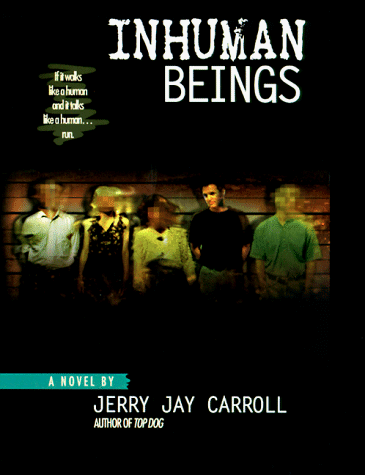 INHUMAN
BEINGS
If it walks
like a human
and it talks
like a human...
run.
A NOVEL BY
JERRY JAY CARROLL
AUTHOR OF TOP DOG